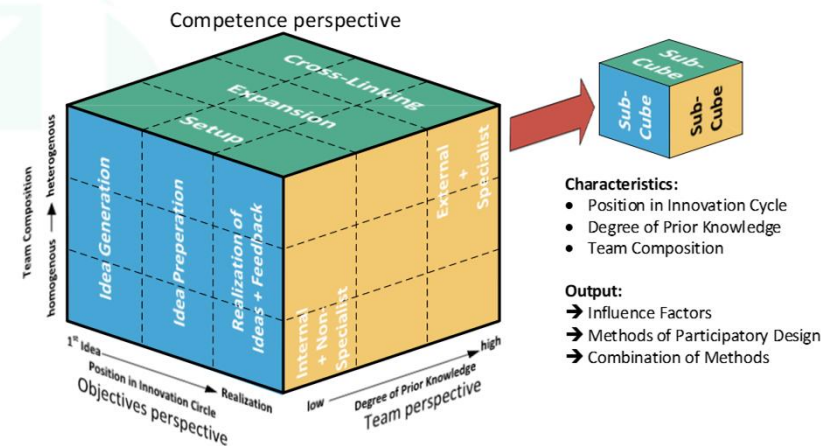 Competence perspective
Cross-Linking
Expansion
Setup
Team Composition
homogenous
heterogenous
Idea Generation
Idea Preperation
Realization of
Ideas + Feedback
Internal
+ Non-
Specialist
External
+
Specialist
1st Idea
Position in Innovation Circle
Realization
Objectives perspective
low
Degree of Prior Knowledge
high
Team perspective
Sub-
Cube
Sub-
Cube
Sub-
Cube
Characteristics:
• Position in Innovation Cycle
• Degree of Prior Knowledge
• Team Composition
Output:
➔ Influence Factors
➔ Methods of Participatory Design
➔ Combination of Methods